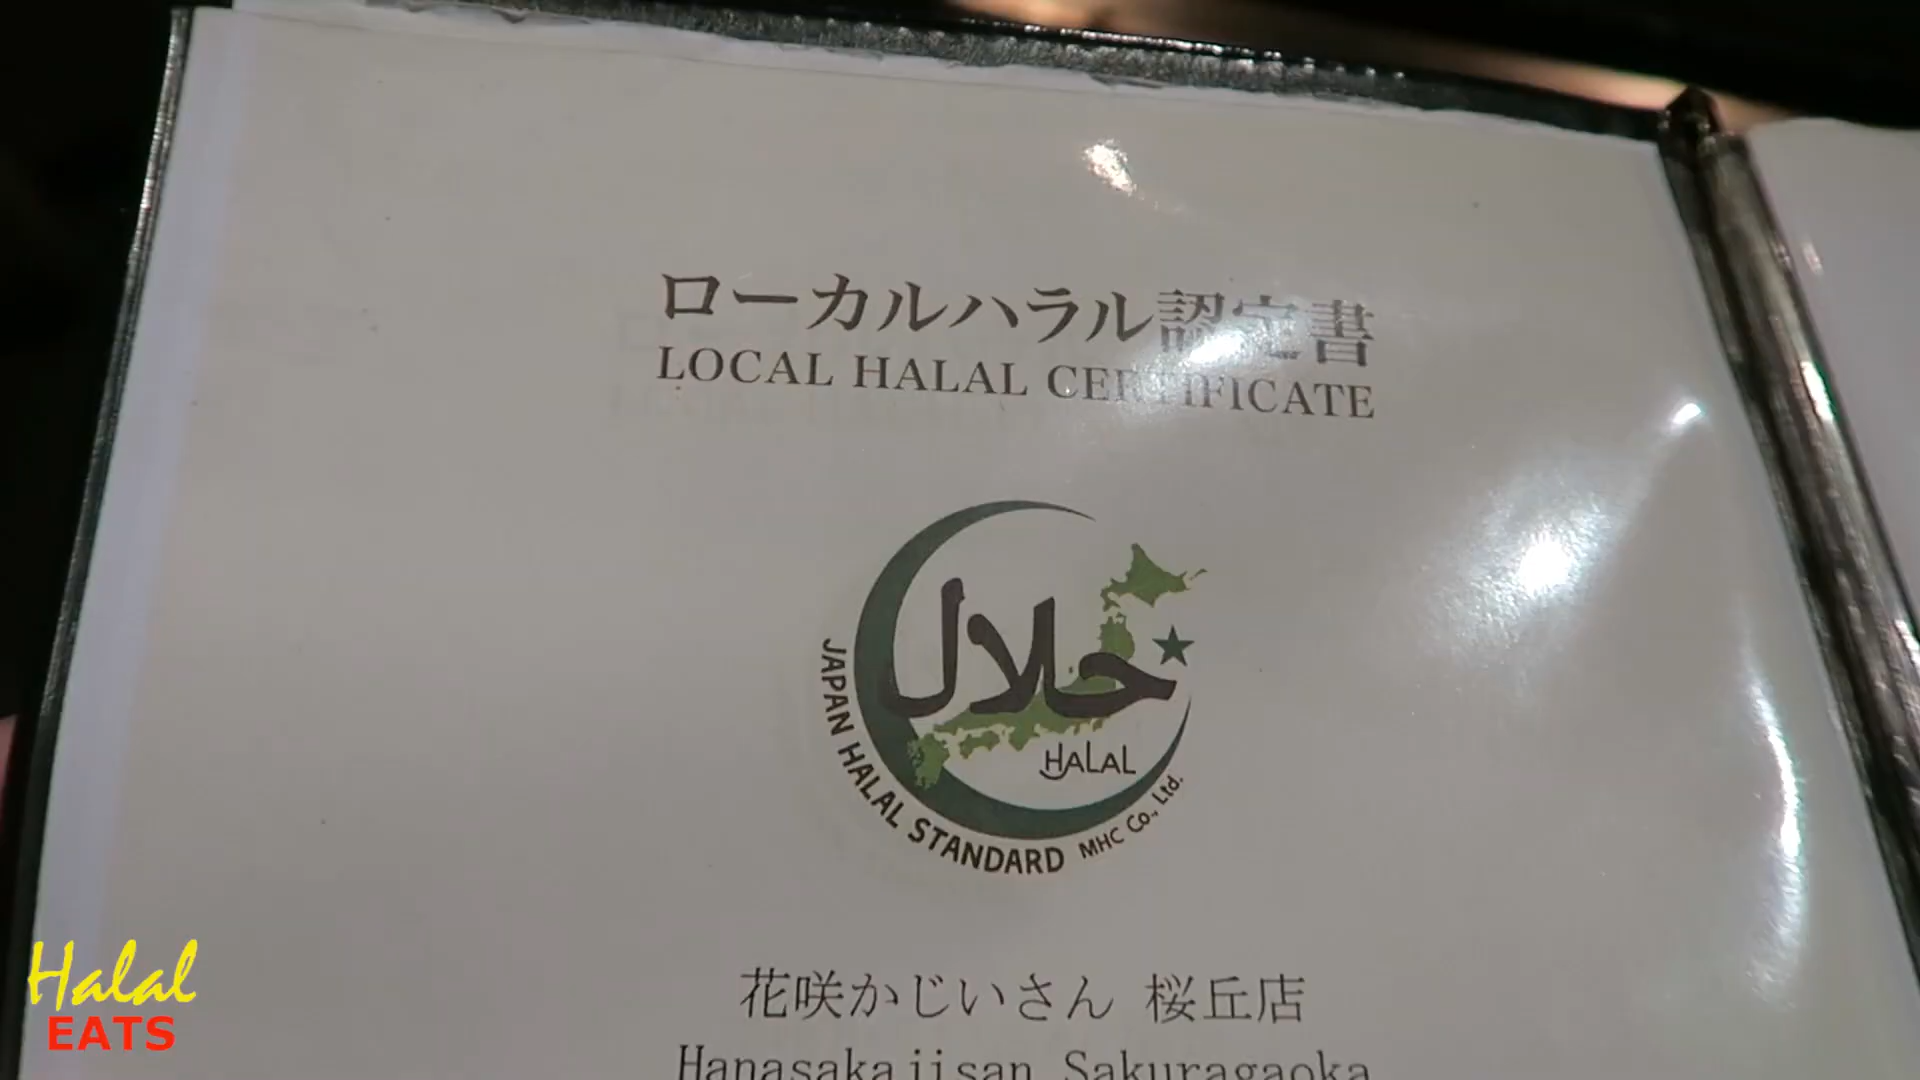 ローカルハラル認定書
LOCAL HALAL CERTIFICATE
حلال
HALAL
JAPAN HALAL STANDARD MHC Co., Ltd.
花咲かじいさん 桜丘店
Hanasakajiisan Sakuragaoka
Halal
EATS